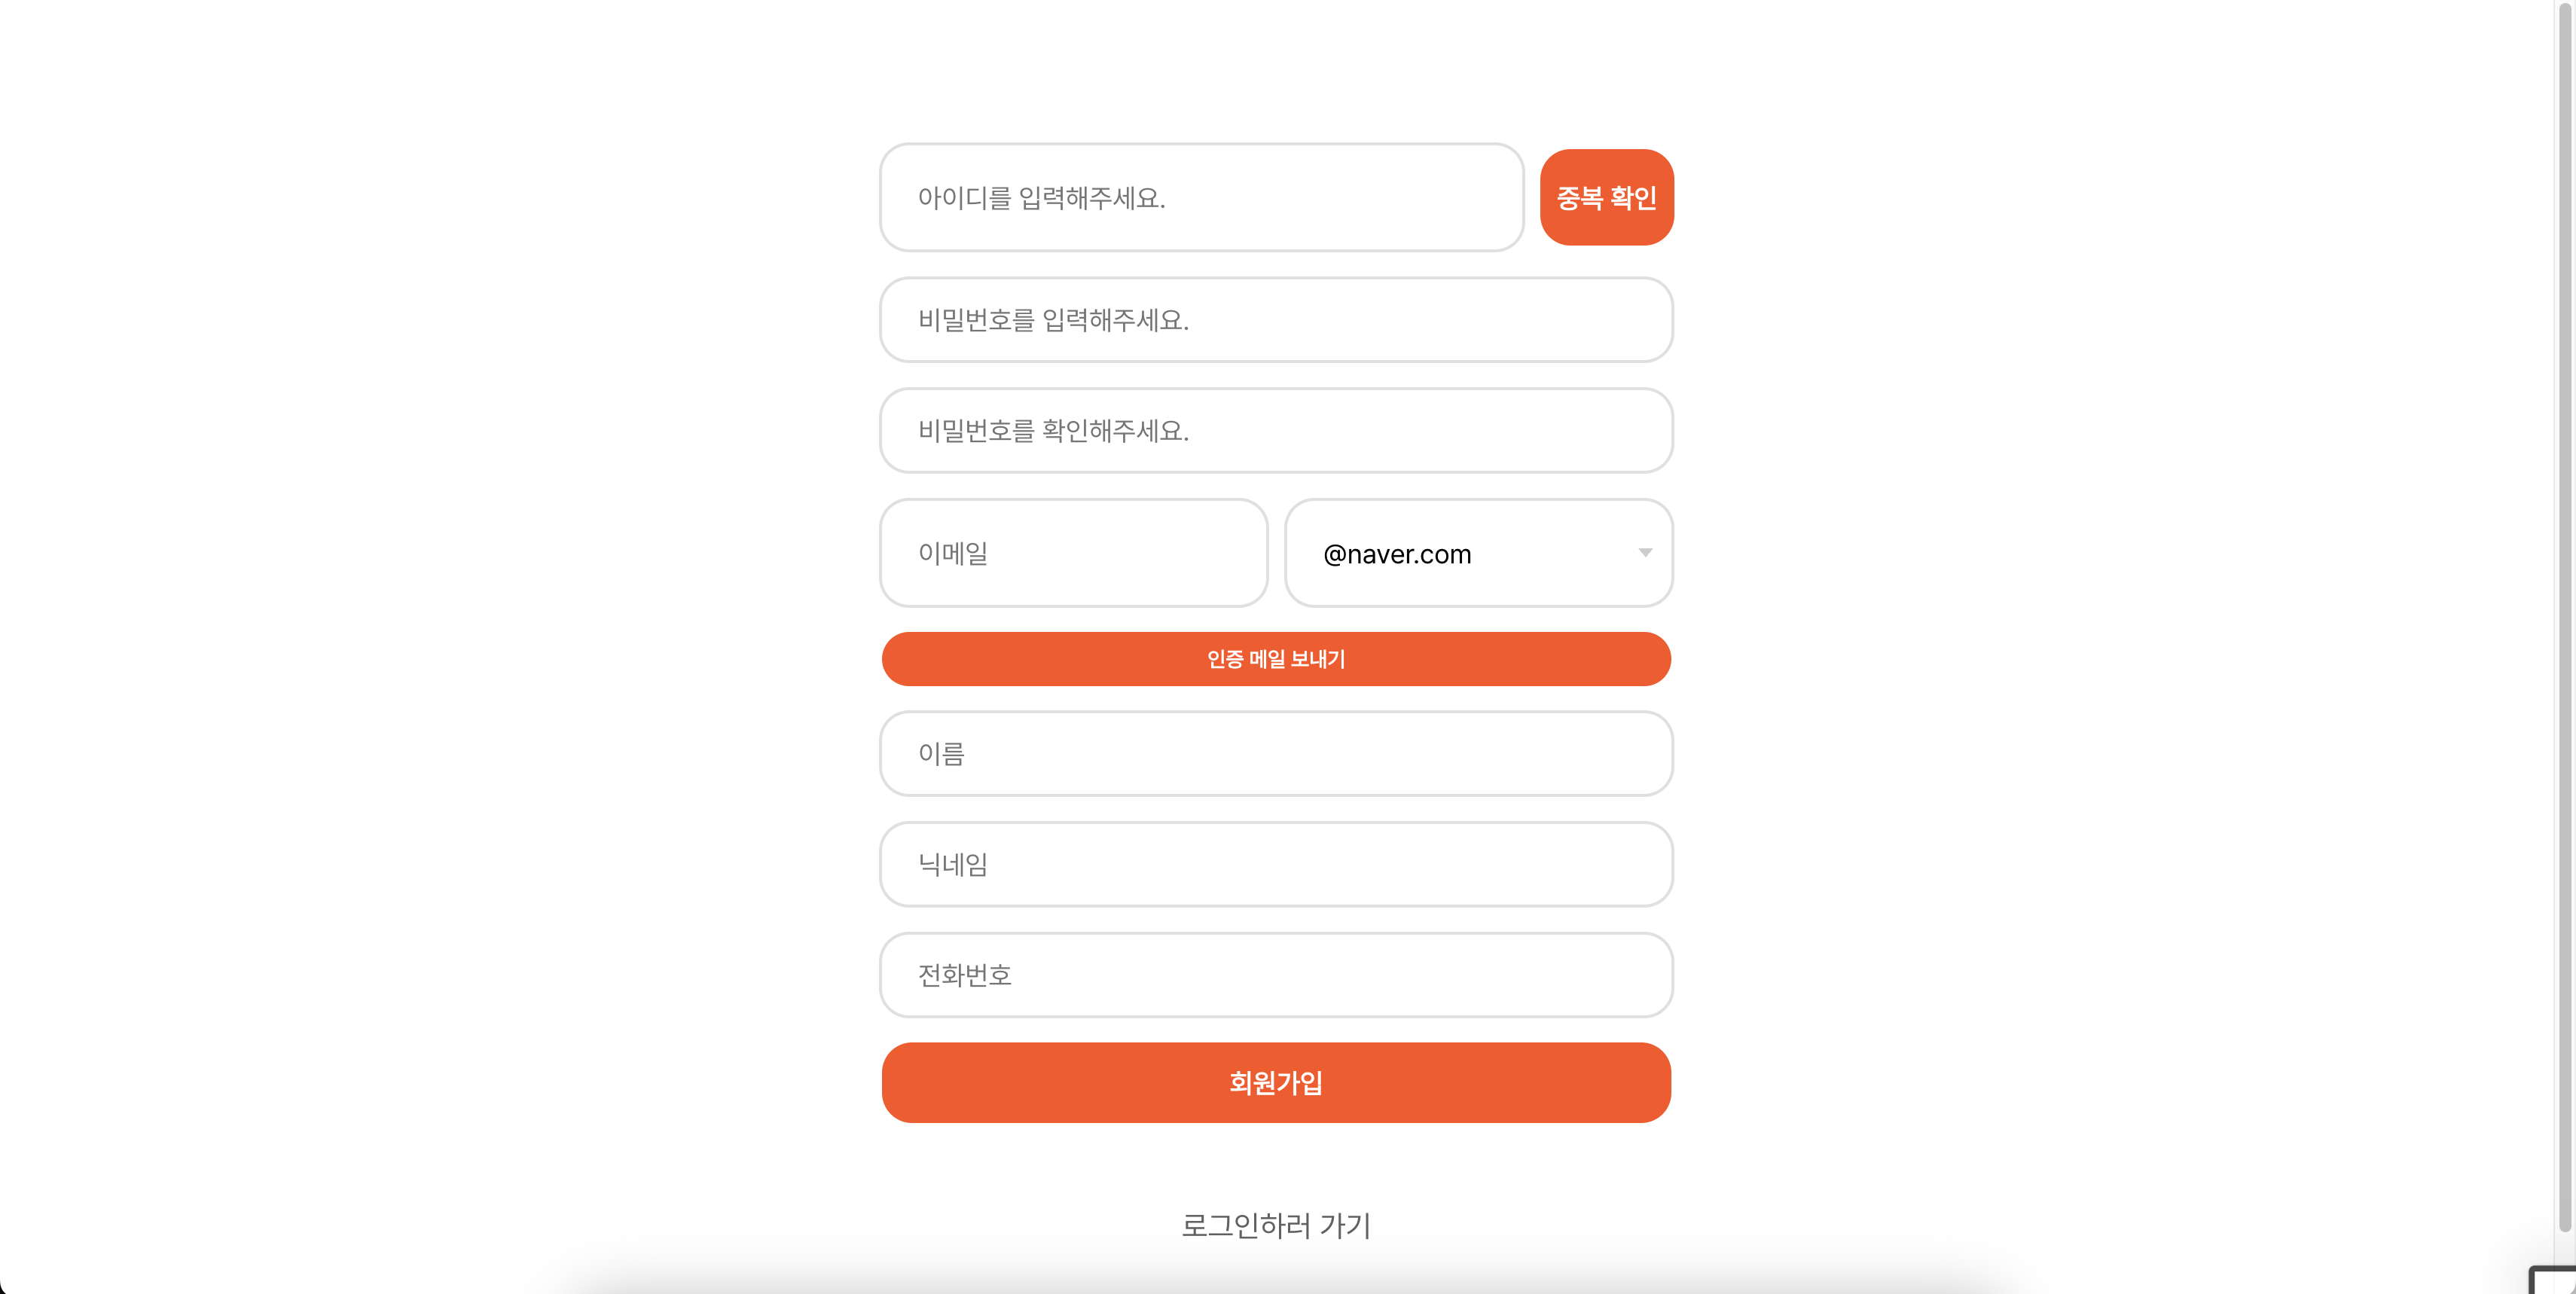 아이디를 입력해주세요.
중복 확인
비밀번호를 입력해주세요.
비밀번호를 확인해주세요.
이메일
@naver.com
인증 메일 보내기
이름
닉네임
전화번호
회원가입
로그인하러 가기